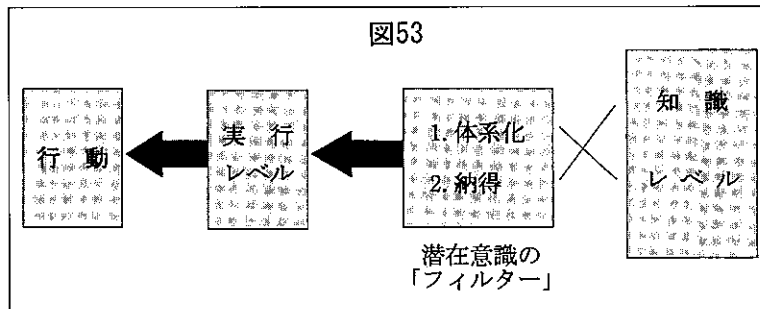 図53
行動
実行
レベル
1. 体系化
2. 納得
潜在意識の
「フィルター」
知識
レベル